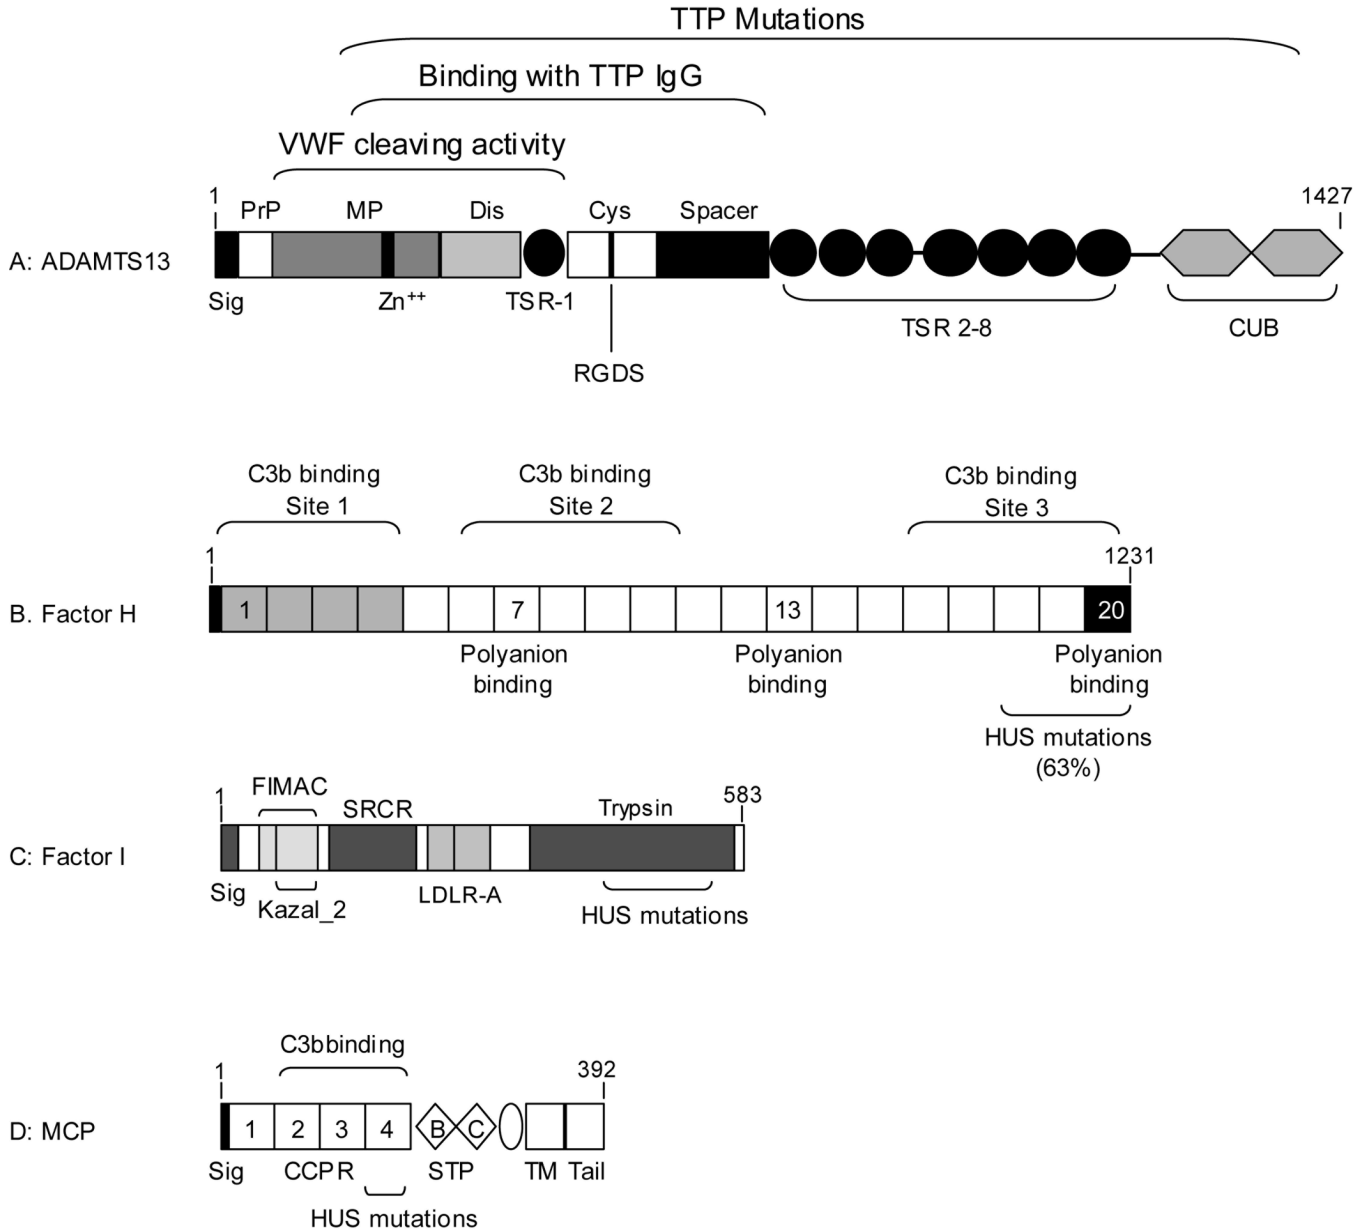 TTP Mutations
Binding with TTP IgG
VWF cleaving activity
1
1427
PrP MP Dis Cys Spacer
A: ADAMTS13
Sig Zn++ TSR-1
TSR 2-8 CUB
RGDS
C3b binding
Site 1
C3b binding
Site 2
C3b binding
Site 3
1
1231
B. Factor H
1 7 13 20
Polyanion
binding
Polyanion
binding
Polyanion
binding
HUS mutations
(63%)
FIMAC
1
SRCR
Trypsin
583
C: Factor I
Sig
Kazal_2
LDLR-A
HUS mutations
C3bbinding
1
392
D: MCP
1 2 3 4 B C
Sig CCPR STP TM Tail
HUS mutations